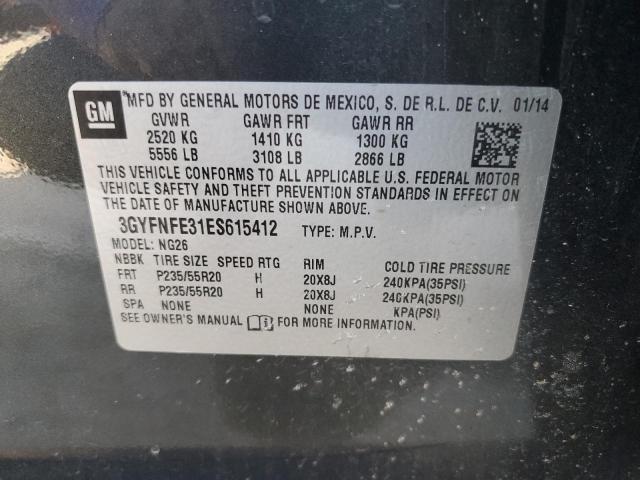 GM
*MFD BY GENERAL MOTORS DE MEXICO, S. DE R.L. DE C.V. 01/14
GVWR GAWR FRT GAWR RR
2520 KG 1410 KG 1300 KG
5556 LB 3108 LB 2866 LB
THIS VEHICLE CONFORMS TO ALL APPLICABLE U.S. FEDERAL MOTOR
VEHICLE SAFETY AND THEFT PREVENTION STANDARDS IN EFFECT ON
THE DATE OF MANUFACTURE SHOWN ABOVE.
3GYFNFE31ES615412 TYPE: M.P.V.
MODEL: NG26
NBBK TIRE SIZE SPEED RTG RIM COLD TIRE PRESSURE
FRT P235/55R20 H 20X8J 240KPA(35PSI)
RR P235/55R20 H 20X8J 240KPA(35PSI)
SPA NONE NONE KPA(PSI)
SEE OWNER'S MANUAL FOR MORE INFORMATION.